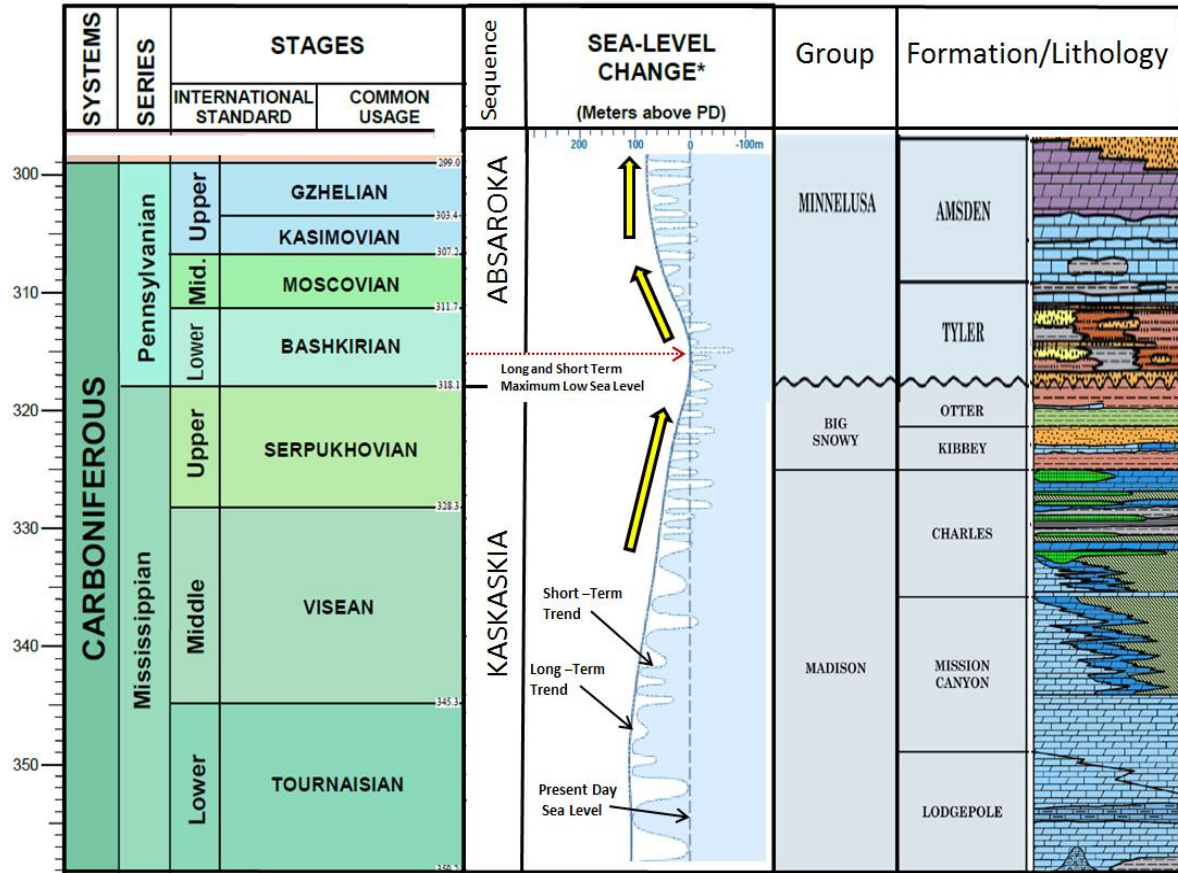 SYSTEMS
SERIES
STAGES
INTERNATIONAL
STANDARD
COMMON
USAGE
Sequence
SEA-LEVEL
CHANGE*
(Meters above PD)
Group
Formation/Lithology
200 100 0 -100m
300
310
320
330
340
350
CARBONIFEROUS
Pennsylvanian
Mississippian
Upper
Mid.
Lower
Upper
Middle
Lower
299.0
GZHELIAN
303.4
KASIMOVIAN
307.2
MOSCOVIAN
311.7
BASHKIRIAN
318.1
SERPUKHOVIAN
328.3
VISEAN
345.3
TOURNAISIAN
ABSAROKA
KASKASKIA
Long and Short Term
Maximum Low Sea Level
Short –Term
Trend
Long –Term
Trend
Present Day
Sea Level
MINNELUSA
BIG
SNOWY
MADISON
AMSDEN
TYLER
OTTER
KIBBEY
CHARLES
MISSION
CANYON
LODGEPOLE